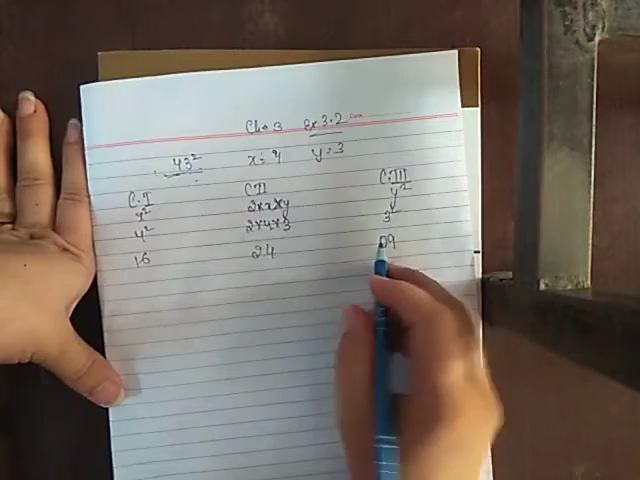 Ch. 3 Ex 3.2
43² x = 4 y = 3
C.I C.II C.III
x² 2×x×y y²
4² 2×4×3 3²
16 24 09